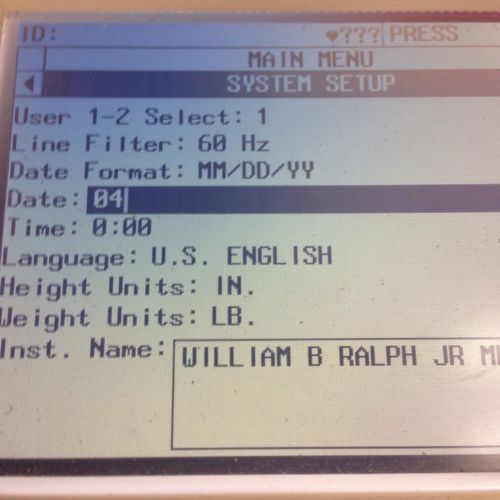 ID: ♥??? PRESS
MAIN MENU
SYSTEM SETUP
User 1-2 Select: 1
Line Filter: 60 Hz
Date Format: MM/DD/YY
Date: 04
Time: 0:00
Language: U.S. ENGLISH
Height Units: IN.
Weight Units: LB.
Inst. Name: WILLIAM B RALPH JR